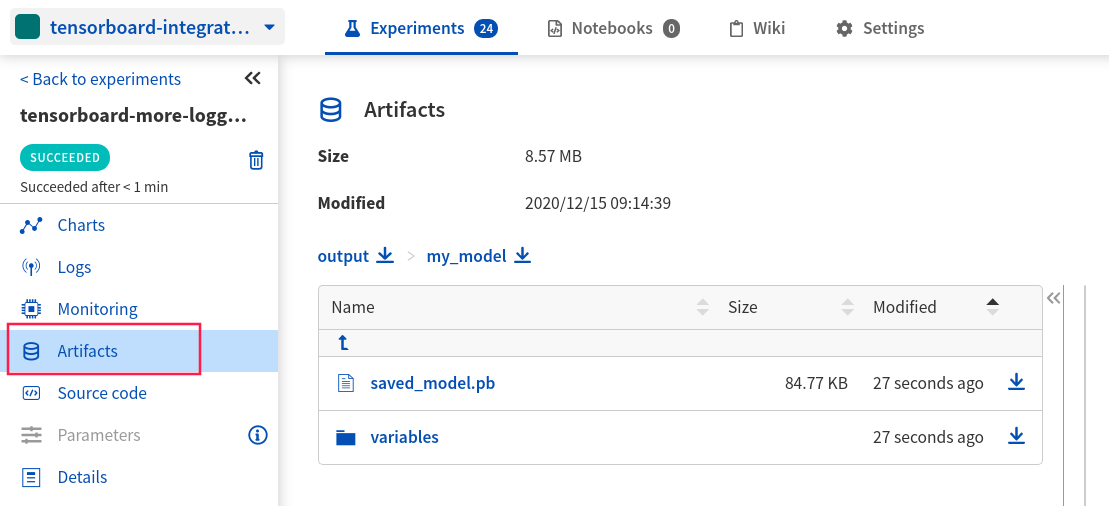 tensorboard-integrat...
Experiments 24
Notebooks 0
Wiki
Settings
< Back to experiments
tensorboard-more-logg...
SUCCEEDED
Succeeded after < 1 min
Charts
Logs
Monitoring
Artifacts
Source code
Parameters
Details
Artifacts
Size 8.57 MB
Modified 2020/12/15 09:14:39
output > my_model
Name Size Modified
saved_model.pb 84.77 KB 27 seconds ago
variables 27 seconds ago